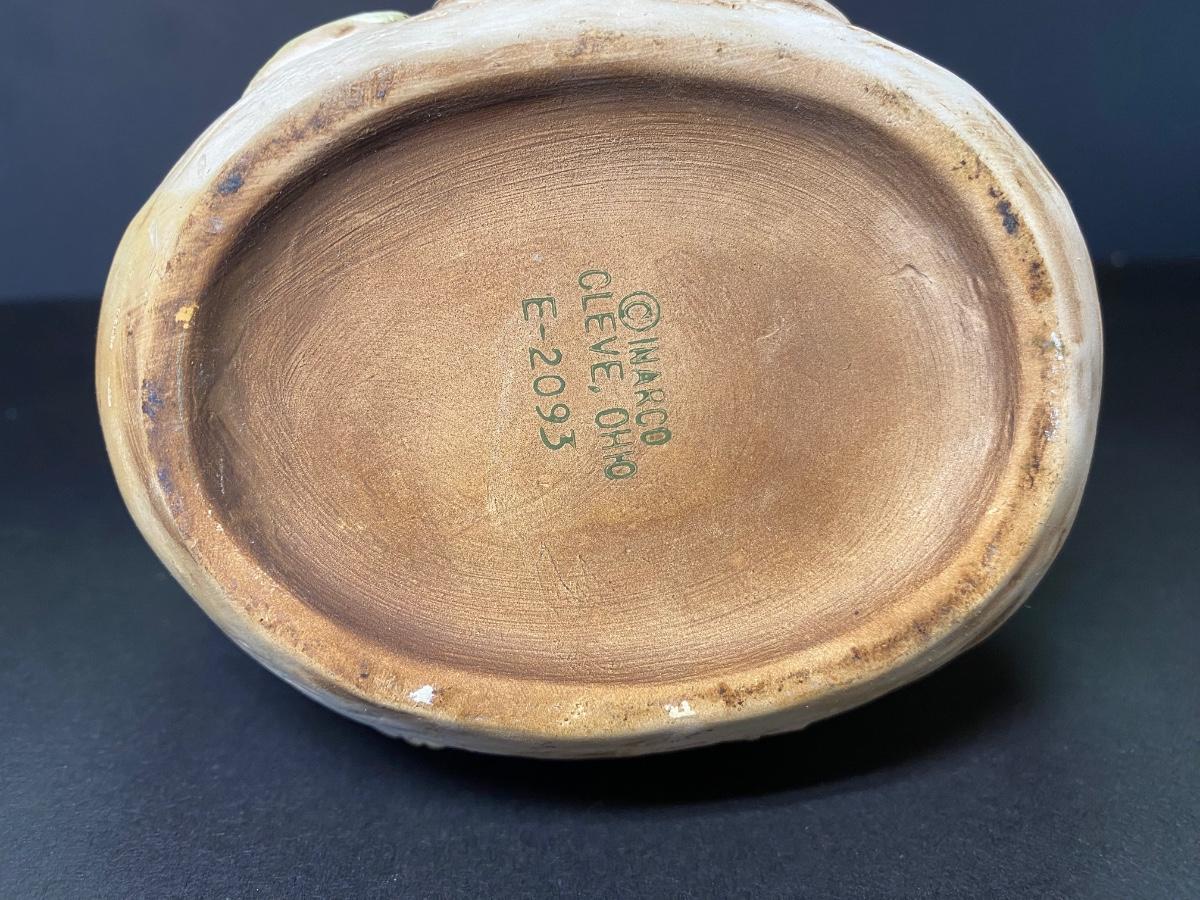 © INARCO
CLEVE, OHIO
E-2093